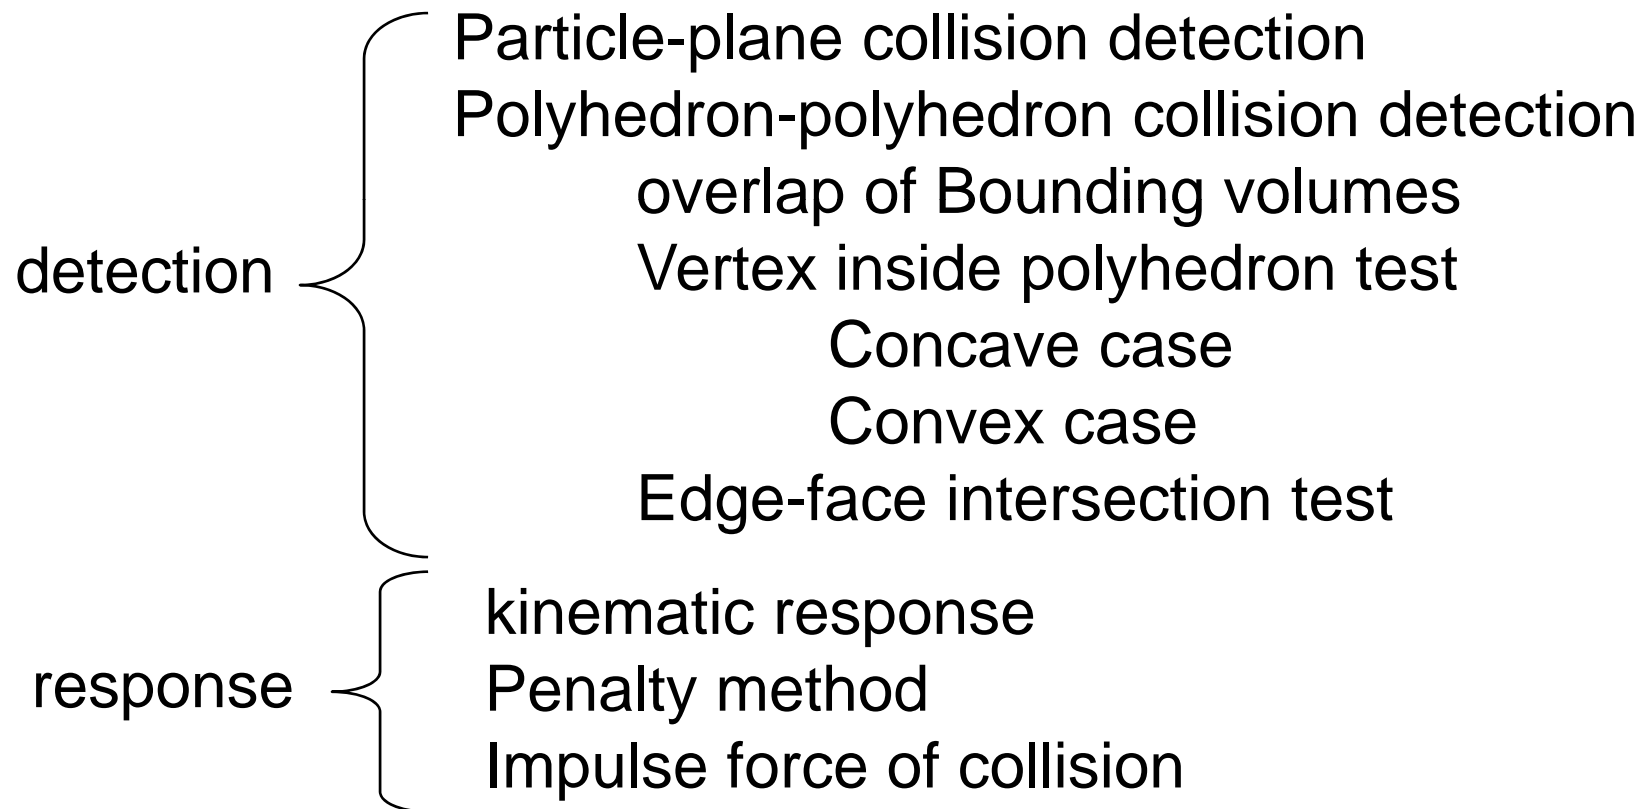 detection
Particle-plane collision detection
Polyhedron-polyhedron collision detection
overlap of Bounding volumes
Vertex inside polyhedron test
Concave case
Convex case
Edge-face intersection test
response
kinematic response
Penalty method
Impulse force of collision